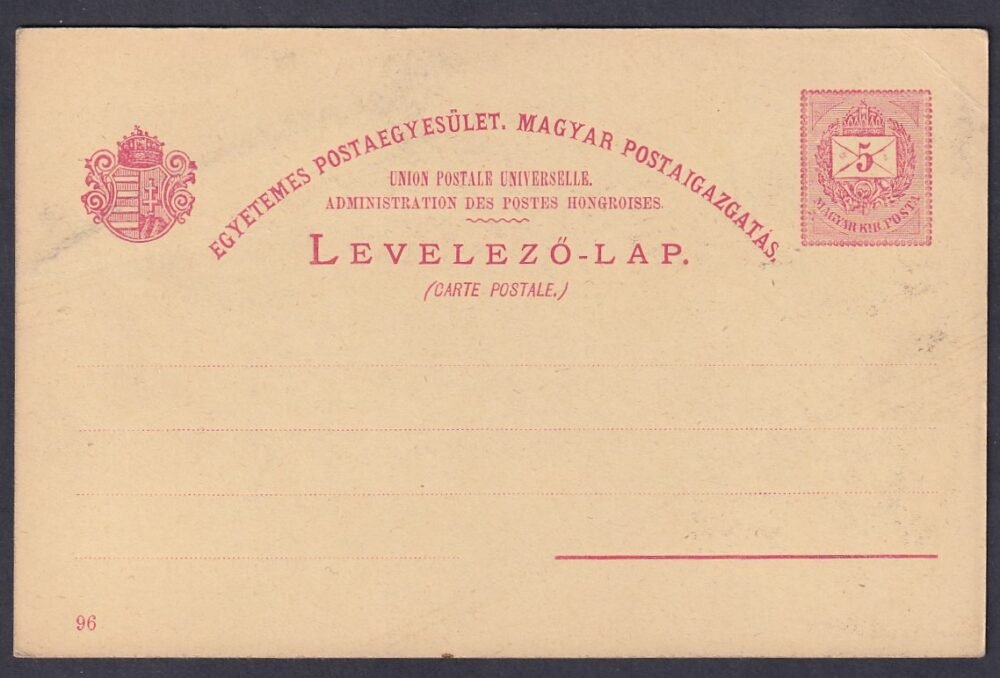 EGYETEMES POSTAEGYESÜLET. MAGYAR POSTAIGAZGATÁS.
UNION POSTALE UNIVERSELLE.
ADMINISTRATION DES POSTES HONGROISES.
LEVELEZŐ-LAP.
(CARTE POSTALE.)
5
MAGYAR KIR. POSTA
96